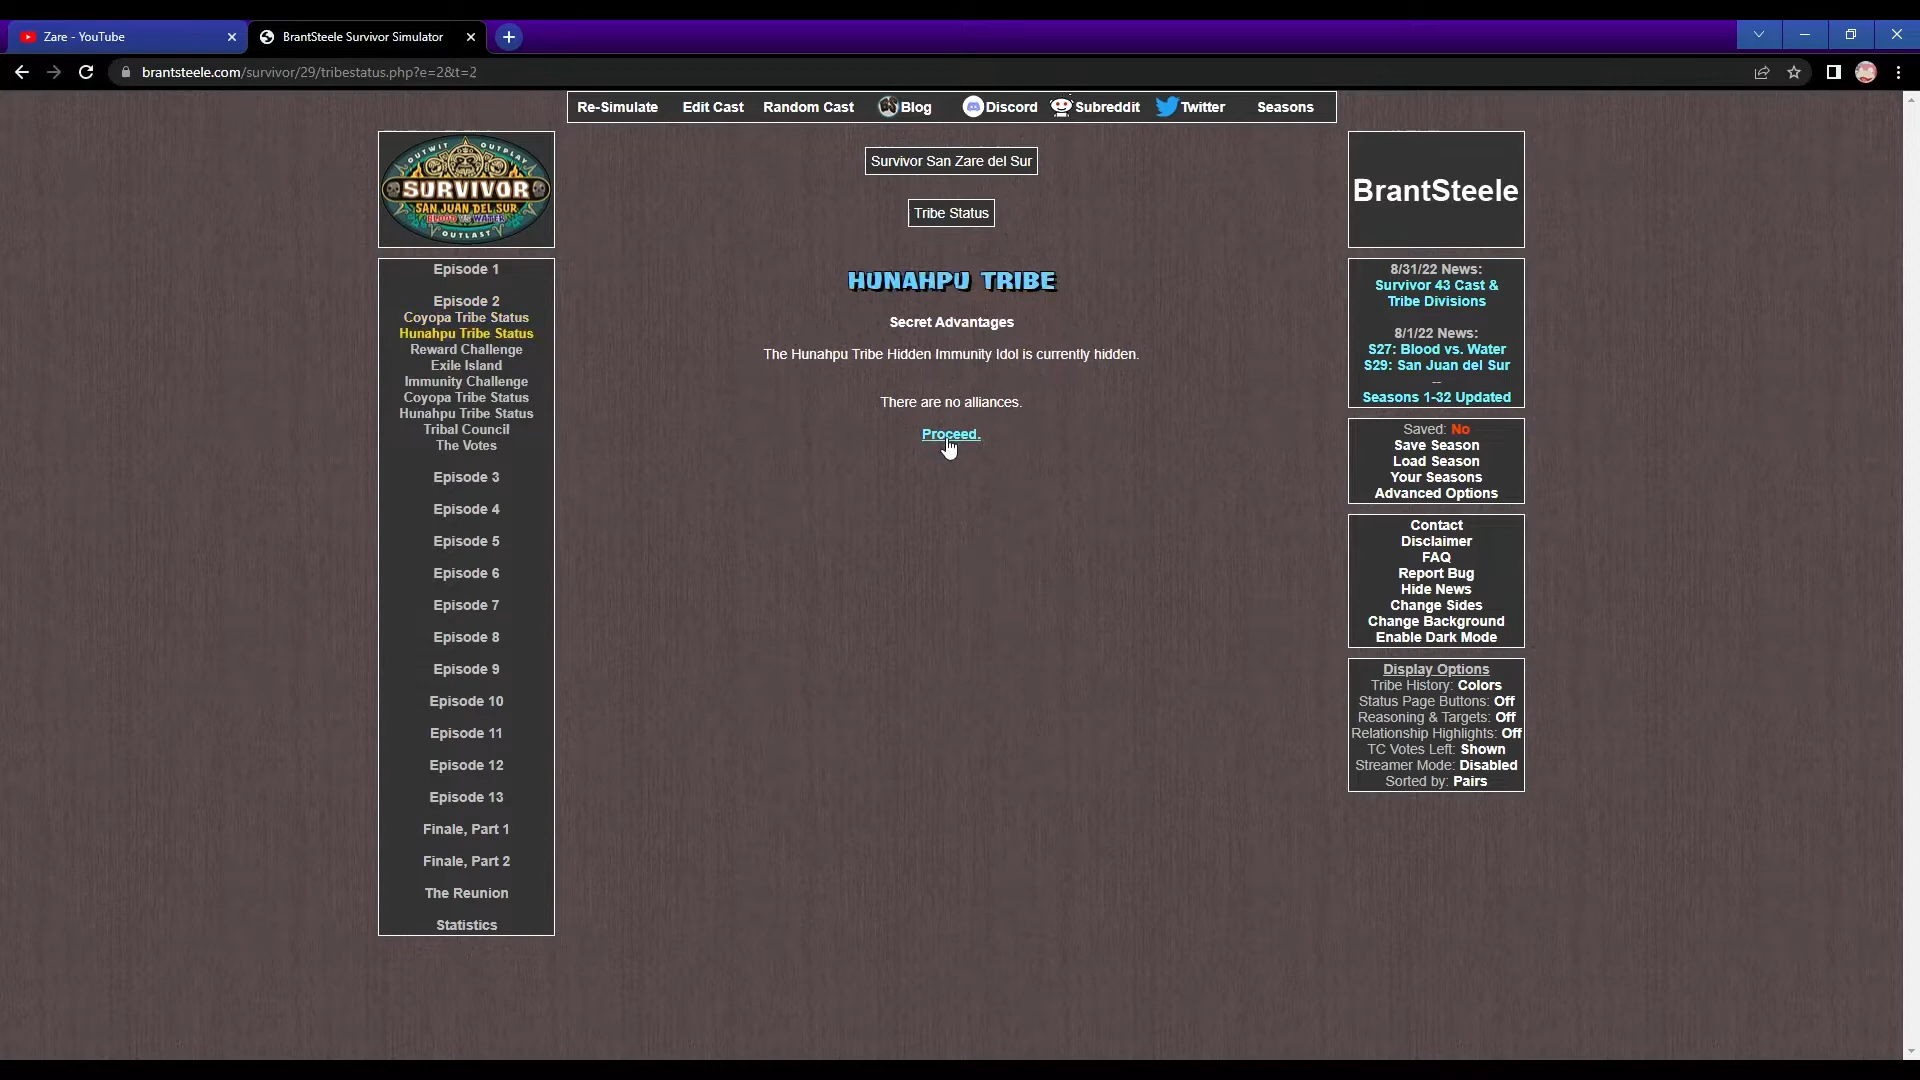 Zare - YouTube
BrantSteele Survivor Simulator
brantsteele.com/survivor/29/tribestatus.php?e=2&t=2
Re-Simulate Edit Cast Random Cast Blog Discord Subreddit Twitter Seasons
OUTWIT OUTPLAY
SURVIVOR
SAN JUAN DEL SUR
BLOOD VS WATER
OUTLAST
Episode 1
Episode 2
Coyopa Tribe Status
Hunahpu Tribe Status
Reward Challenge
Exile Island
Immunity Challenge
Coyopa Tribe Status
Hunahpu Tribe Status
Tribal Council
The Votes
Episode 3
Episode 4
Episode 5
Episode 6
Episode 7
Episode 8
Episode 9
Episode 10
Episode 11
Episode 12
Episode 13
Finale, Part 1
Finale, Part 2
The Reunion
Statistics
Survivor San Zare del Sur
Tribe Status
HUNAHPU TRIBE
Secret Advantages
The Hunahpu Tribe Hidden Immunity Idol is currently hidden.
There are no alliances.
Proceed.
BrantSteele
8/31/22 News:
Survivor 43 Cast &
Tribe Divisions
8/1/22 News:
S27: Blood vs. Water
S29: San Juan del Sur
--
Seasons 1-32 Updated
Saved: No
Save Season
Load Season
Your Seasons
Advanced Options
Contact
Disclaimer
FAQ
Report Bug
Hide News
Change Sides
Change Background
Enable Dark Mode
Display Options
Tribe History: Colors
Status Page Buttons: Off
Reasoning & Targets: Off
Relationship Highlights: Off
TC Votes Left: Shown
Streamer Mode: Disabled
Sorted by: Pairs